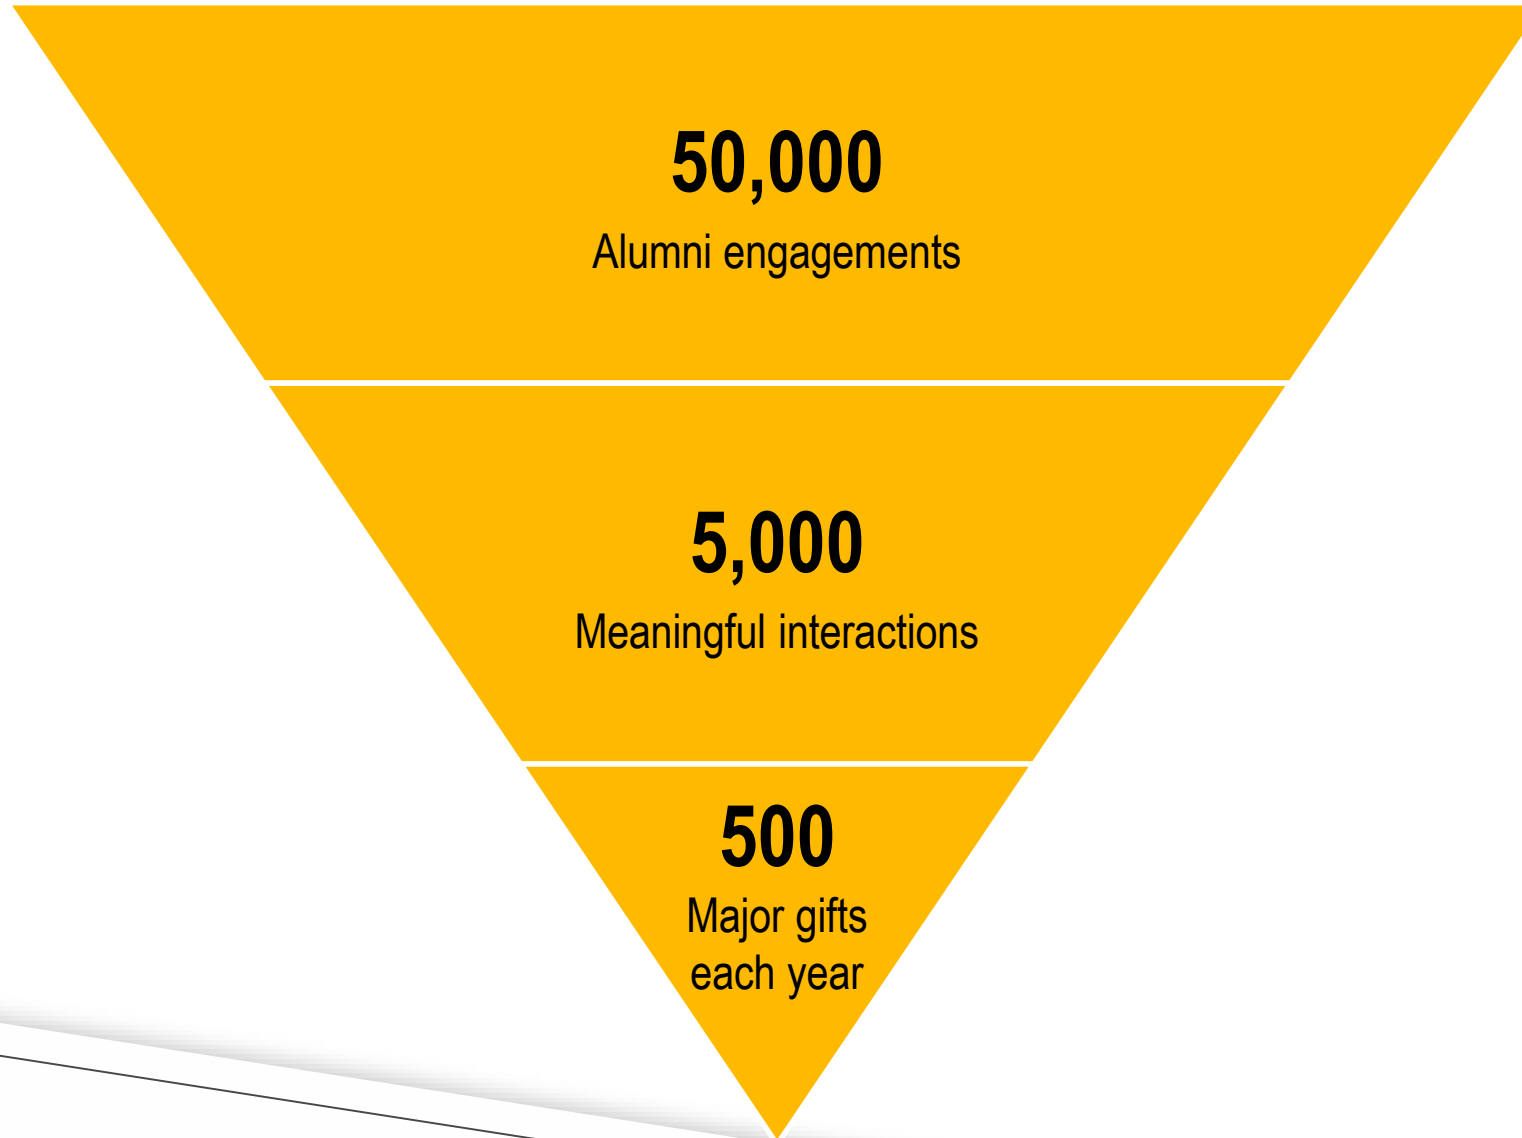 50,000
Alumni engagements
5,000
Meaningful interactions
500
Major gifts
each year